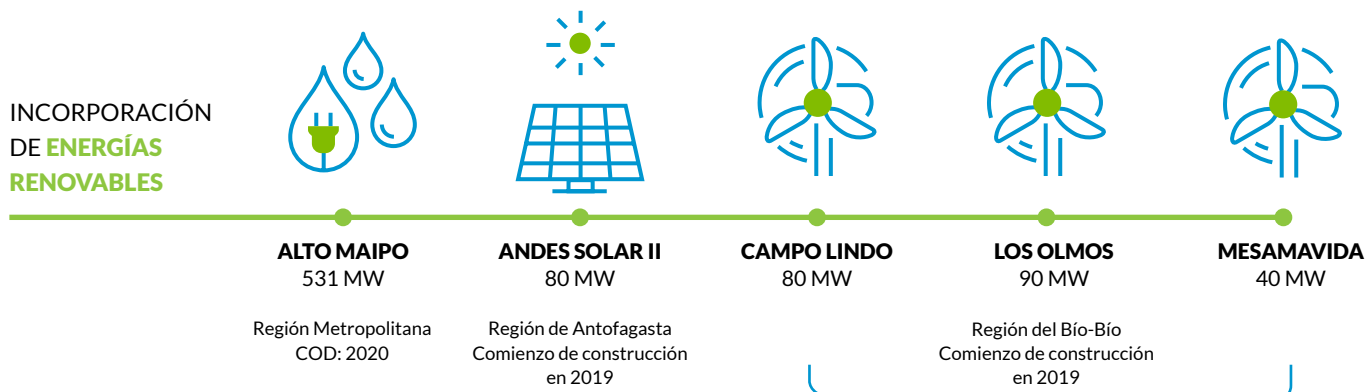 INCORPORACIÓN
DE ENERGÍAS
RENOVABLES
ALTO MAIPO
531 MW
Región Metropolitana
COD: 2020
ANDES SOLAR II
80 MW
Región de Antofagasta
Comienzo de construcción
en 2019
CAMPO LINDO
80 MW
LOS OLMOS
90 MW
Región del Bío-Bío
Comienzo de construcción
en 2019
MESAMAVIDA
40 MW